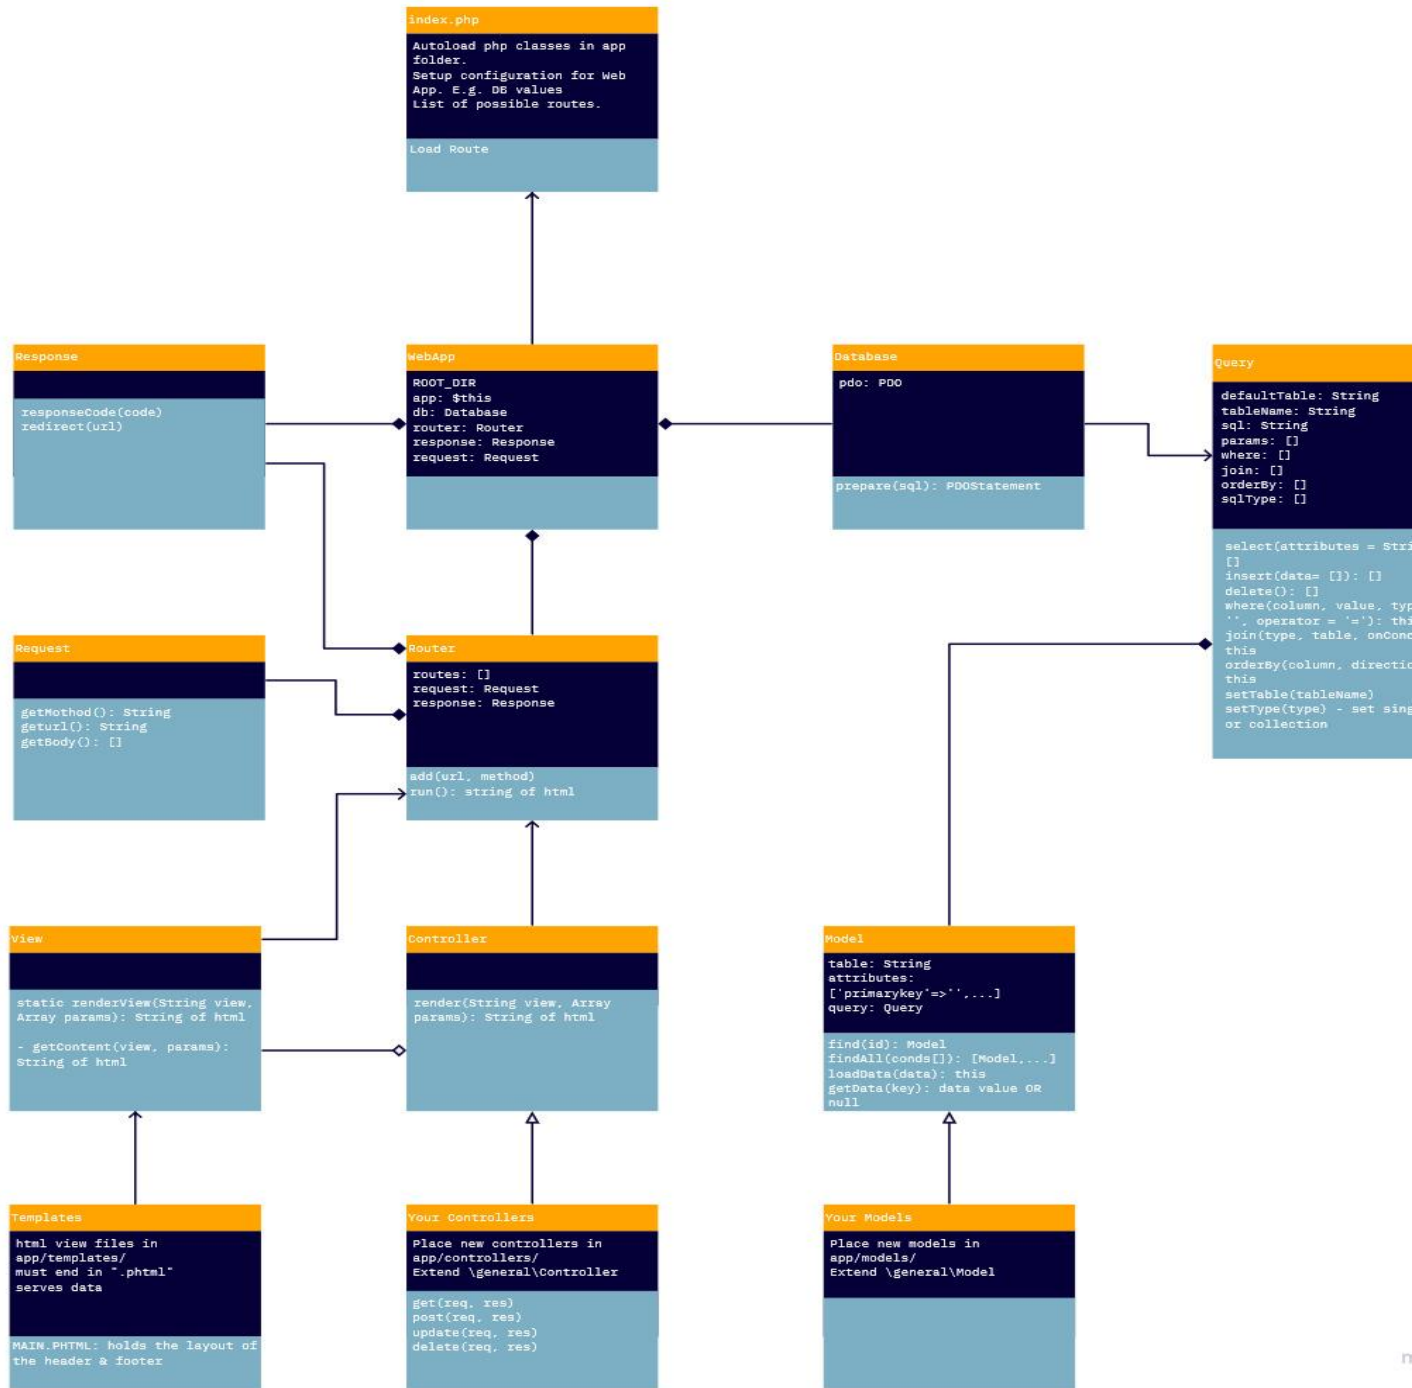 index.php
Autoload php classes in app
folder.
Setup configuration for Web
App. E.g. DB values
List of possible routes.
Load Route
Response
responseCode(code)
redirect(url)
WebApp
ROOT_DIR
app: $this
db: Database
router: Router
response: Response
request: Request
Database
pdo: PDO
prepare(sql): PDOStatement
Query
defaultTable: String
tableName: String
sql: String
params: []
where: []
join: []
orderBy: []
sqlType: []
select(attributes = Stri
[]
insert(data= []): []
delete(): []
where(column, value, typ
'', operator = '='): thi
join(type, table, onCond
this
orderBy(column, directio
this
setTable(tableName)
setType(type) - set sing
or collection
Request
getMothod(): String
geturl(): String
getBody(): []
Router
routes: []
request: Request
response: Response
add(url, method)
run(): string of html
View
static renderView(String view,
Array params): String of html
- getContent(view, params):
String of html
Controller
render(String view, Array
params): String of html
Model
table: String
attributes:
['primarykey'=>'',...]
query: Query
find(id): Model
findAll(conds[]): [Model,...]
loadData(data): this
getData(key): data value OR
null
Templates
html view files in
app/templates/
must end in ".phtml"
serves data
MAIN.PHTML: holds the layout of
the header & footer
Your Controllers
Place new controllers in
app/controllers/
Extend \general\Controller
get(req, res)
post(req, res)
update(req, res)
delete(req, res)
Your Models
Place new models in
app/models/
Extend \general\Model